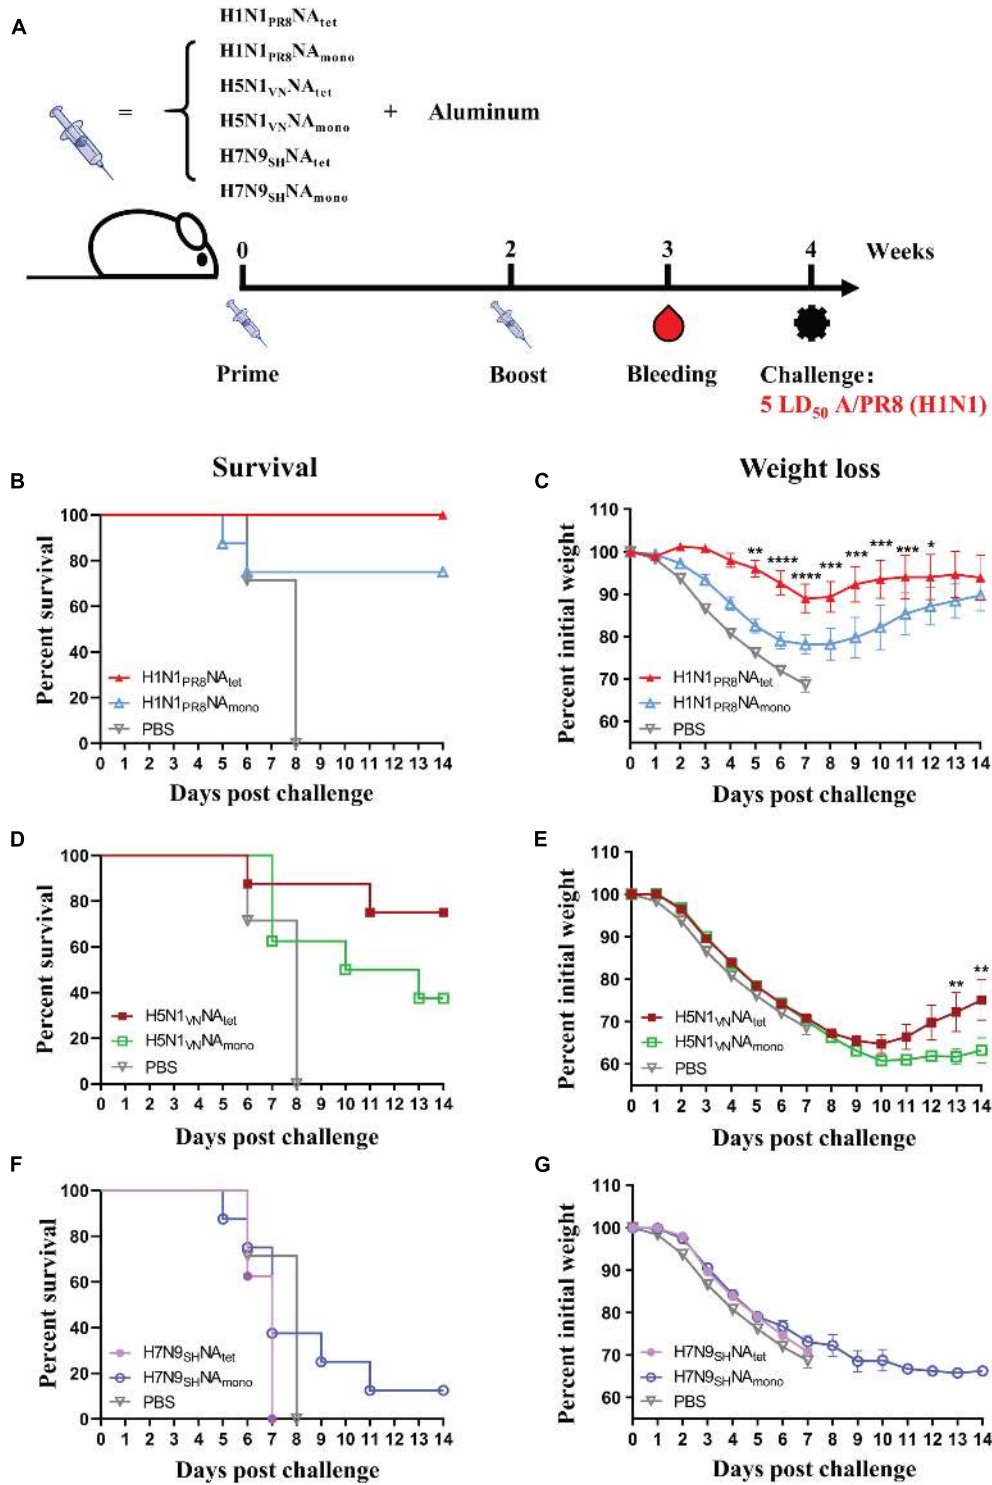 A
H1N1PR8NAtet
H1N1PR8NAmono
H5N1VNNAtet
H5N1VNNAmono
H7N9SHNAtet
H7N9SHNAmono
= + Aluminum
0 2 3 4 Weeks
Prime Boost Bleeding Challenge:
5 LD50 A/PR8 (H1N1)
Survival Weight loss
B
Percent survival
100
80
60
40
20
0
H1N1PR8NAtet
H1N1PR8NAmono
PBS
0 1 2 3 4 5 6 7 8 9 10 11 12 13 14
Days post challenge
C
Percent initial weight
110
100
90
80
70
60
** **** **** *** *** *** *** *
H1N1PR8NAtet
H1N1PR8NAmono
PBS
0 1 2 3 4 5 6 7 8 9 10 11 12 13 14
Days post challenge
D
Percent survival
100
80
60
40
20
0
H5N1VNNAtet
H5N1VNNAmono
PBS
0 1 2 3 4 5 6 7 8 9 10 11 12 13 14
Days post challenge
E
Percent initial weight
110
100
90
80
70
60
** **
H5N1VNNAtet
H5N1VNNAmono
PBS
0 1 2 3 4 5 6 7 8 9 10 11 12 13 14
Days post challenge
F
Percent survival
100
80
60
40
20
0
H7N9SHNAtet
H7N9SHNAmono
PBS
0 1 2 3 4 5 6 7 8 9 10 11 12 13 14
Days post challenge
G
Percent initial weight
110
100
90
80
70
60
H7N9SHNAtet
H7N9SHNAmono
PBS
0 1 2 3 4 5 6 7 8 9 10 11 12 13 14
Days post challenge